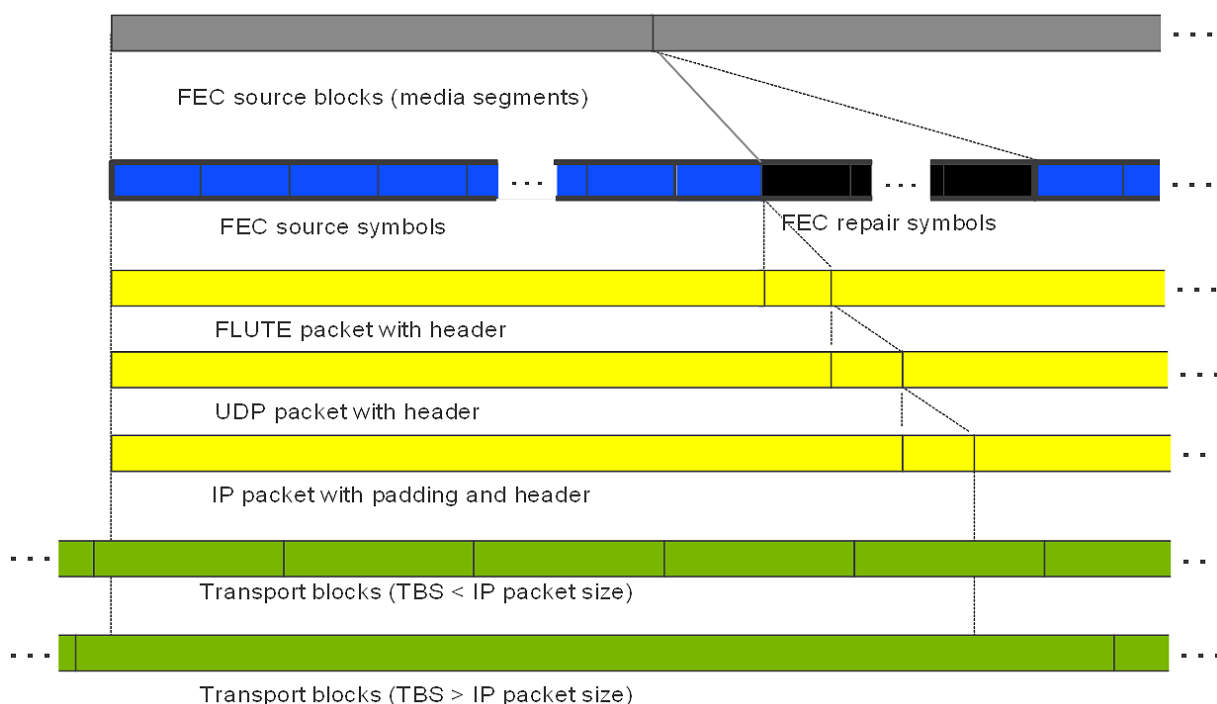 FEC source blocks (media segments)
FEC source symbols
FEC repair symbols
FLUTE packet with header
UDP packet with header
IP packet with padding and header
Transport blocks (TBS < IP packet size)
Transport blocks (TBS > IP packet size)